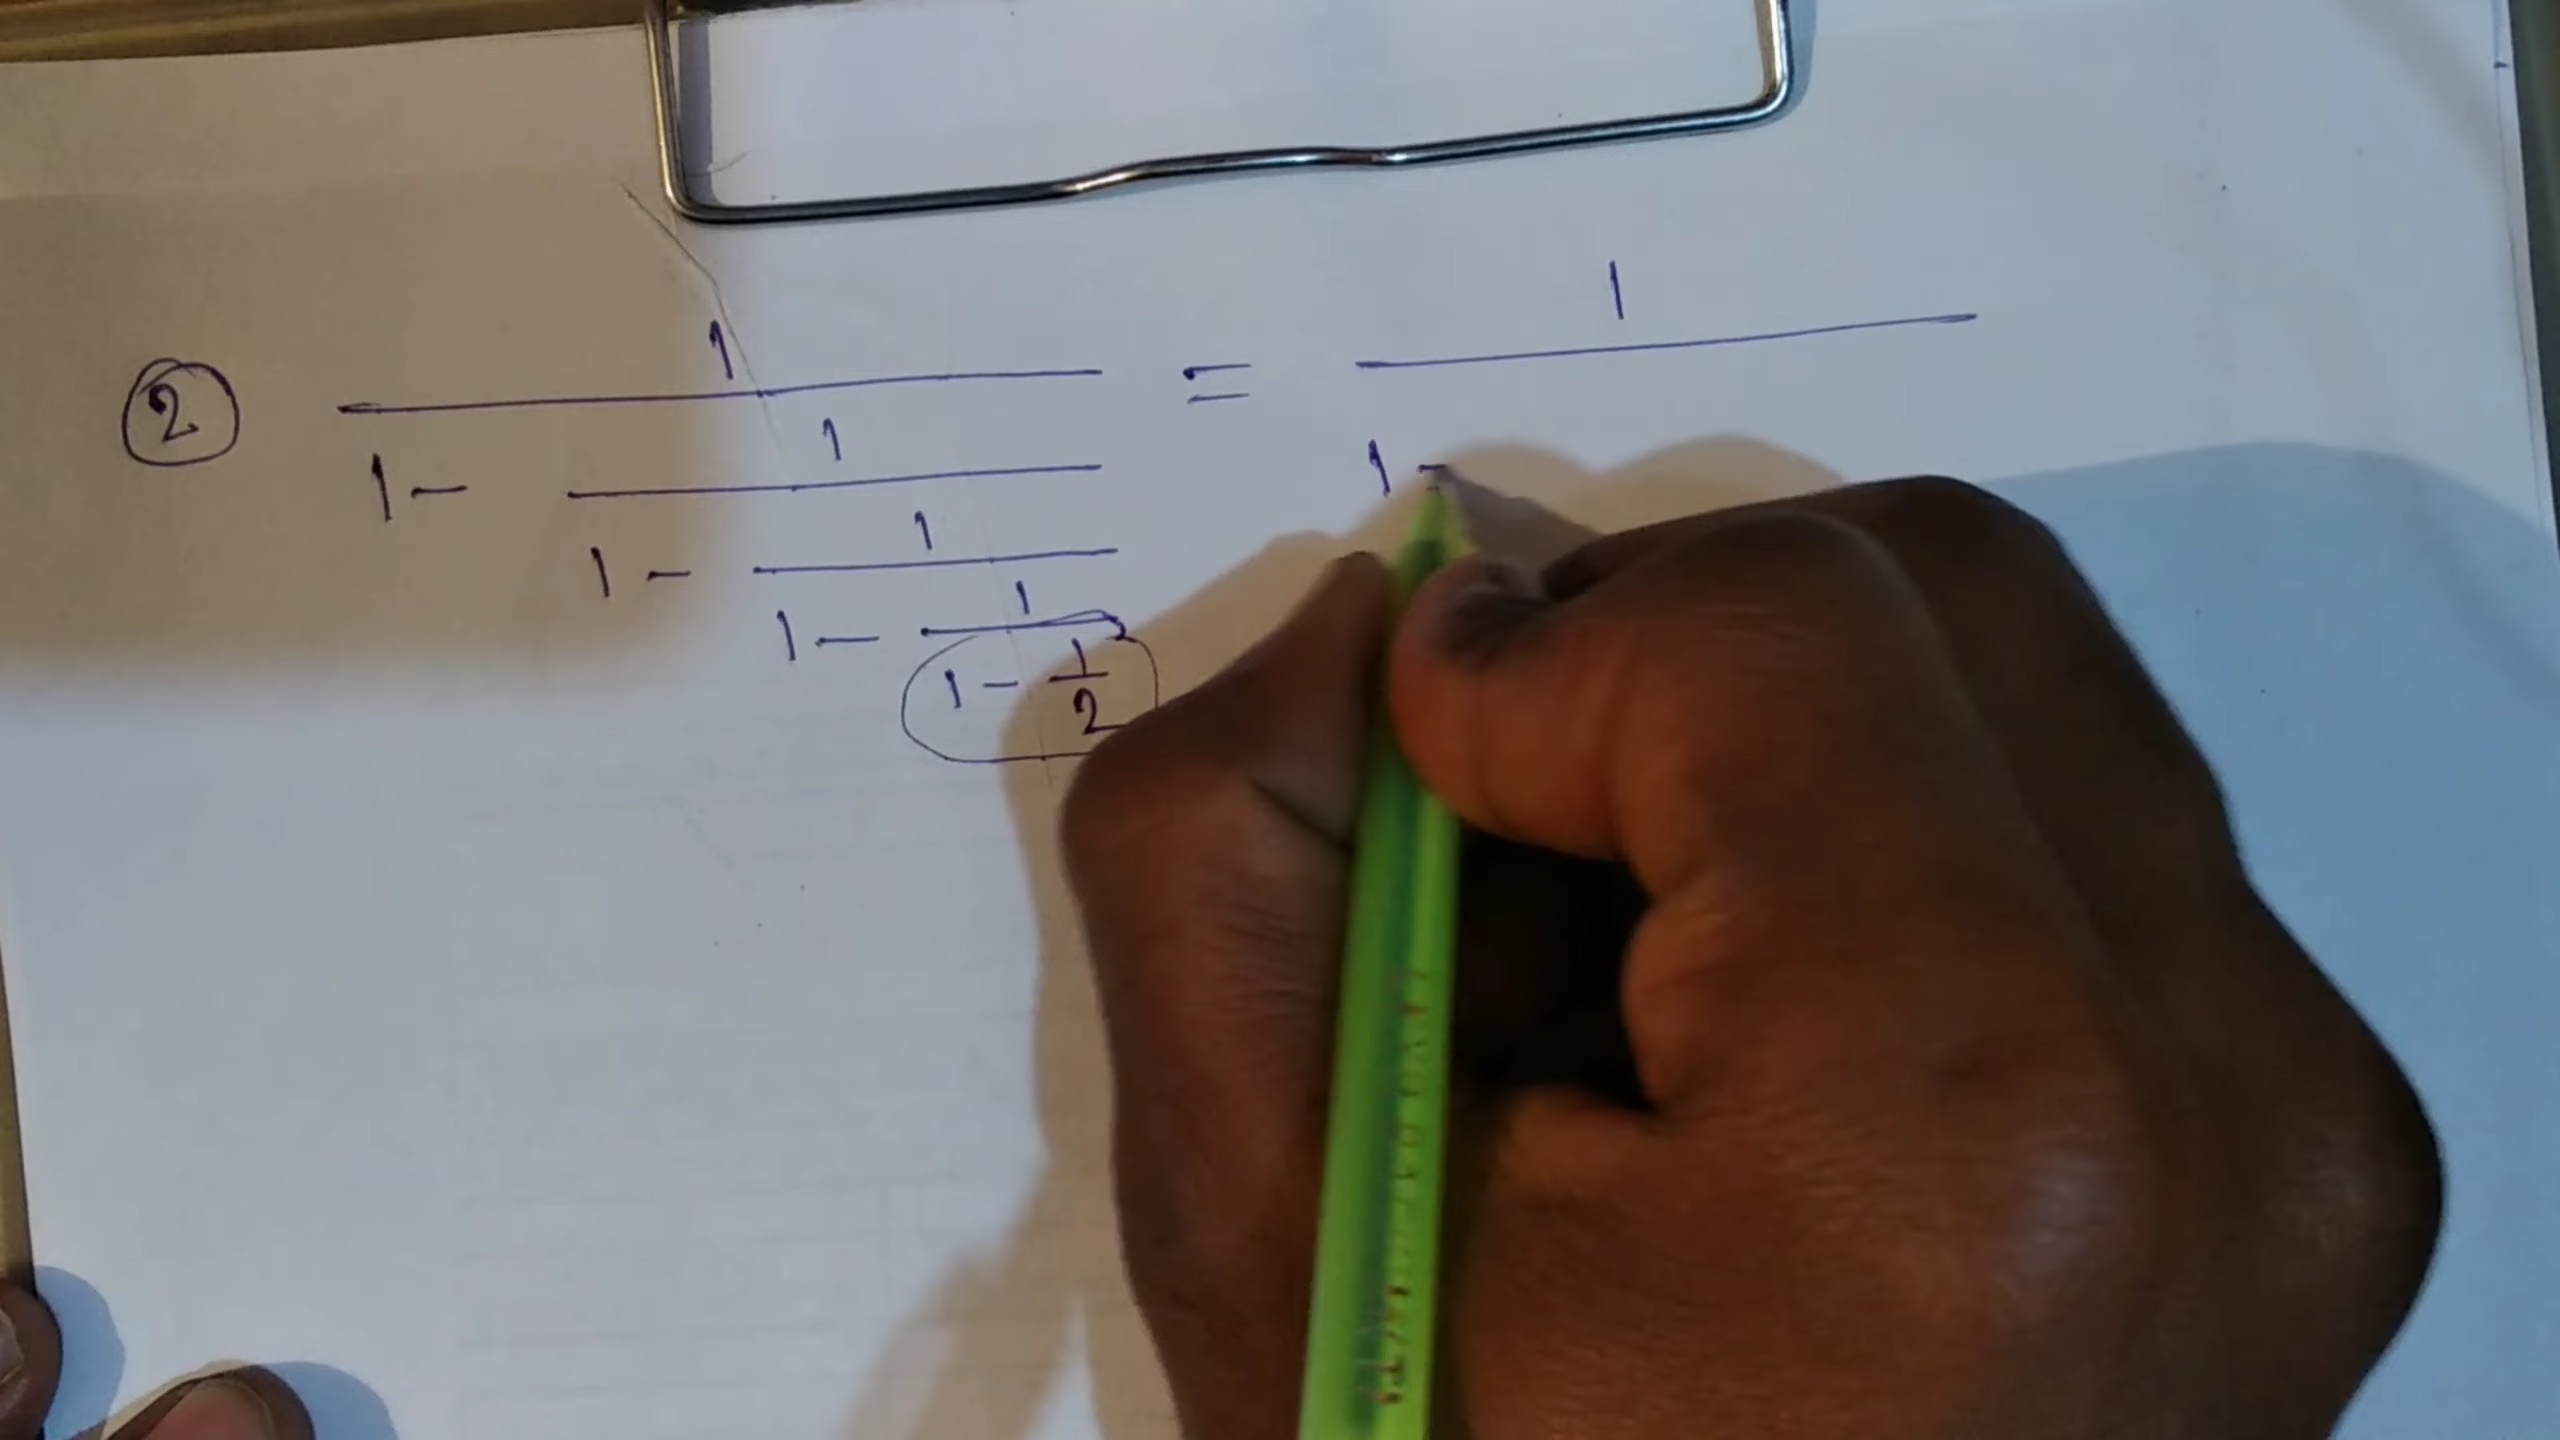 ② 1 = 1
1 - 1 1 -
1 - 1
1 - 1
1 - 1/2